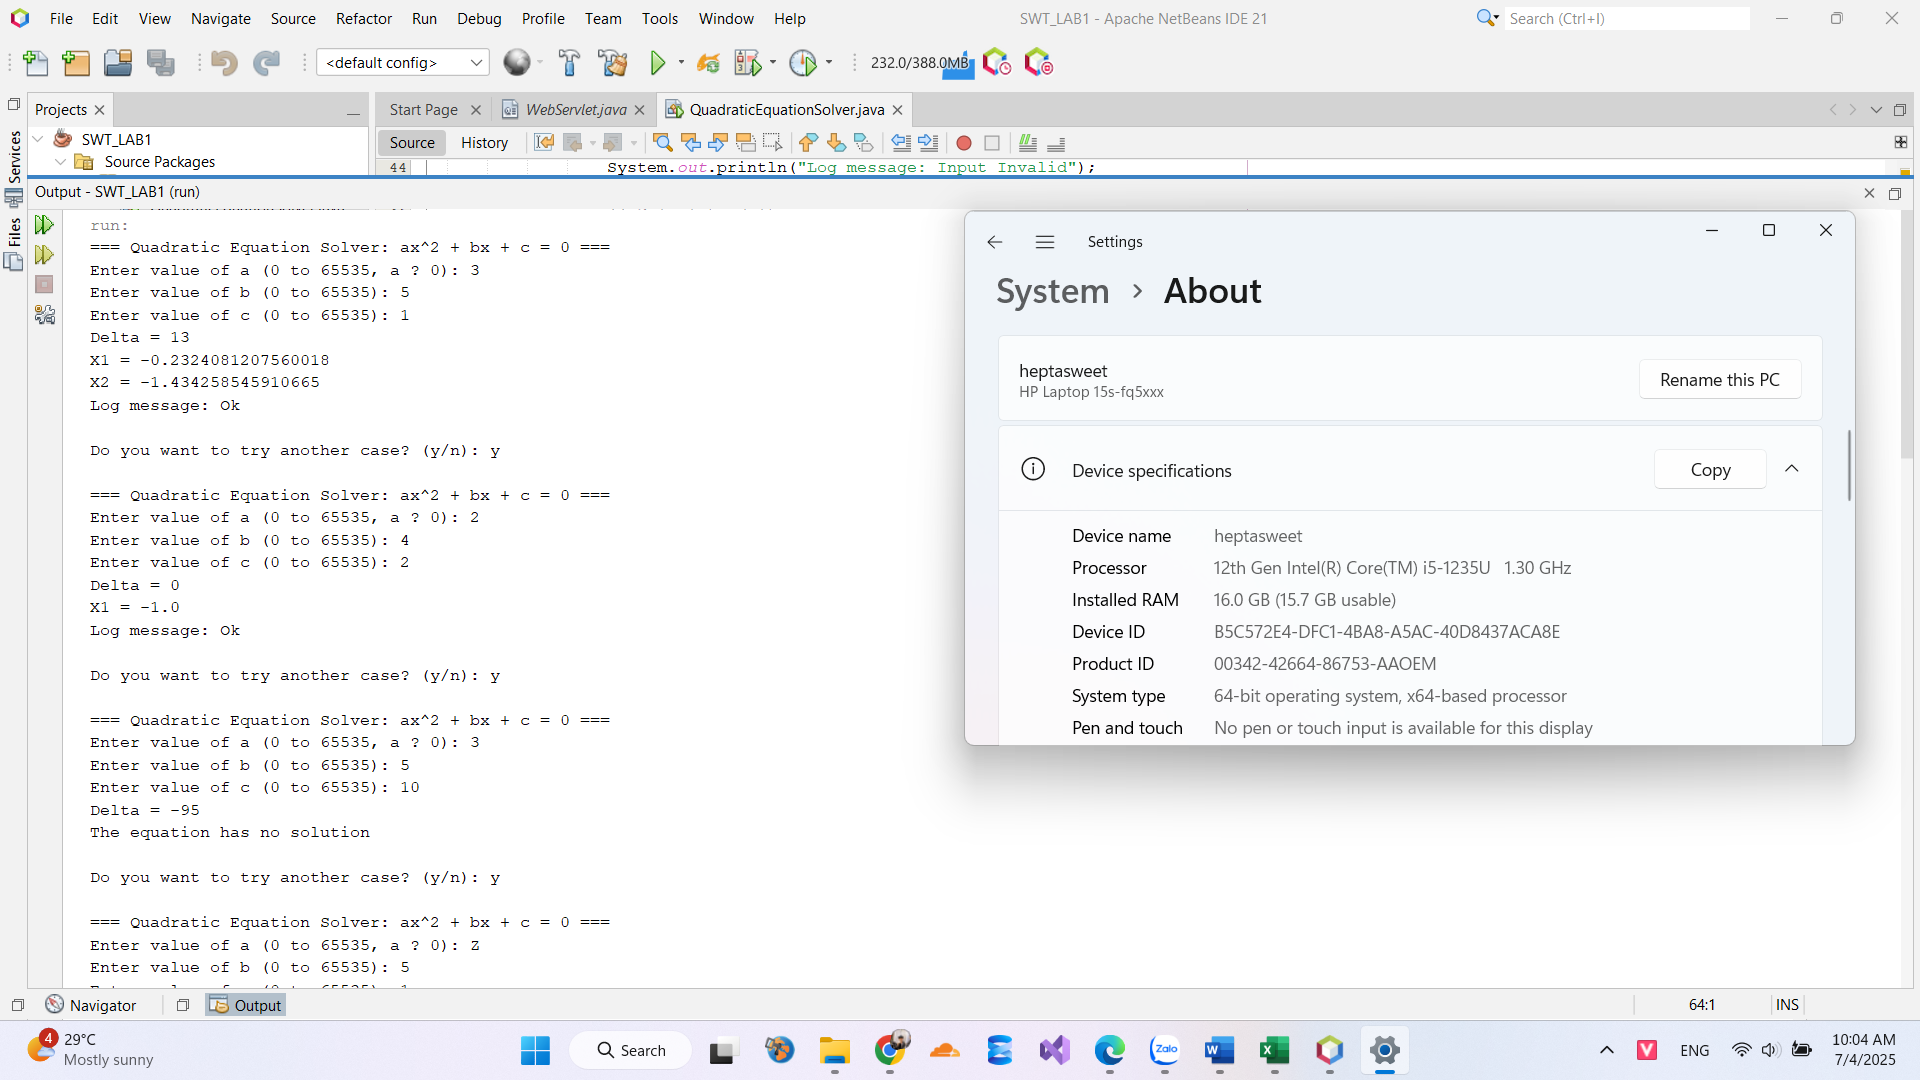 File Edit View Navigate Source Refactor Run Debug Profile Team Tools Window Help
SWT_LAB1 - Apache NetBeans IDE 21
Search (Ctrl+I)
<default config>
232.0/388.0MB
Projects
Start Page
WebServlet.java
QuadraticEquationSolver.java
SWT_LAB1
Source Packages
Source History
44 System.out.println("Log message: Input Invalid");
Services
Files
Output - SWT_LAB1 (run)
run:
=== Quadratic Equation Solver: ax^2 + bx + c = 0 ===
Enter value of a (0 to 65535, a ? 0): 3
Enter value of b (0 to 65535): 5
Enter value of c (0 to 65535): 1
Delta = 13
X1 = -0.2324081207560018
X2 = -1.434258545910665
Log message: Ok
Do you want to try another case? (y/n): y
=== Quadratic Equation Solver: ax^2 + bx + c = 0 ===
Enter value of a (0 to 65535, a ? 0): 2
Enter value of b (0 to 65535): 4
Enter value of c (0 to 65535): 2
Delta = 0
X1 = -1.0
Log message: Ok
Do you want to try another case? (y/n): y
=== Quadratic Equation Solver: ax^2 + bx + c = 0 ===
Enter value of a (0 to 65535, a ? 0): 3
Enter value of b (0 to 65535): 5
Enter value of c (0 to 65535): 10
Delta = -95
The equation has no solution
Do you want to try another case? (y/n): y
=== Quadratic Equation Solver: ax^2 + bx + c = 0 ===
Enter value of a (0 to 65535, a ? 0): Z
Enter value of b (0 to 65535): 5
Settings
System > About
heptasweet
HP Laptop 15s-fq5xxx
Rename this PC
Device specifications
Copy
Device name heptasweet
Processor 12th Gen Intel(R) Core(TM) i5-1235U 1.30 GHz
Installed RAM 16.0 GB (15.7 GB usable)
Device ID B5C572E4-DFC1-4BA8-A5AC-40D8437ACA8E
Product ID 00342-42664-86753-AAOEM
System type 64-bit operating system, x64-based processor
Pen and touch No pen or touch input is available for this display
Navigator
Output
64:1
INS
4
29°C
Mostly sunny
Search
Zalo
V
ENG
10:04 AM
7/4/2025